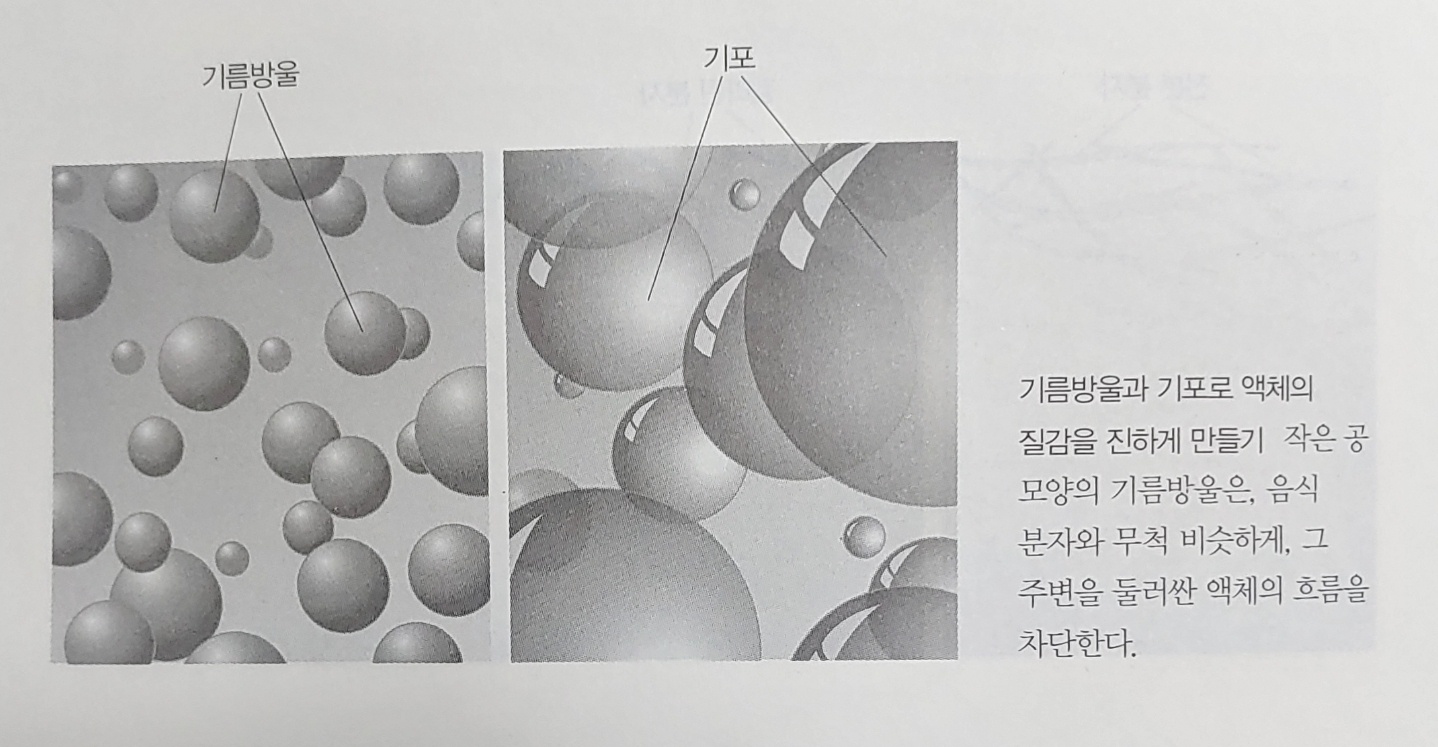 기름방울
기포
기름방울과 기포로 액체의
질감을 진하게 만들기 작은 공
모양의 기름방울은, 음식
분자와 무척 비슷하게, 그
주변을 둘러싼 액체의 흐름을
차단한다.